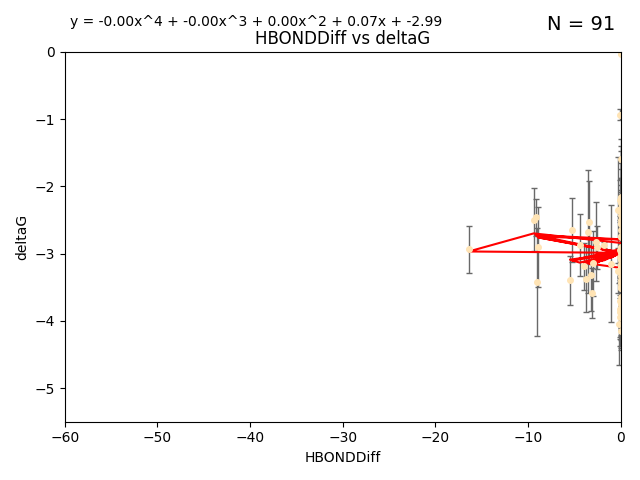 y = -0.00x^4 + -0.00x^3 + 0.00x^2 + 0.07x + -2.99
N = 91
HBONDDiff vs deltaG
0
−1
−2
−3
−4
−5
deltaG
−60 −50 −40 −30 −20 −10 0
HBONDDiff